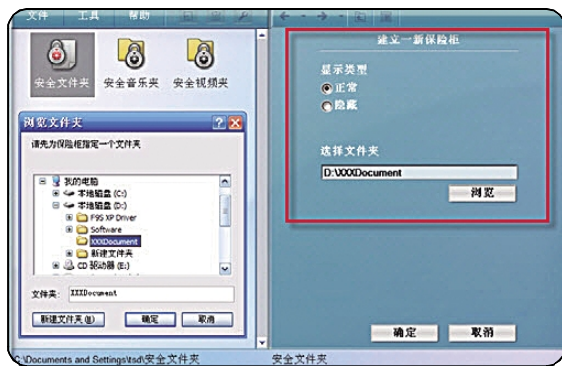 文件 工具 帮助
安全文件夹 安全音乐夹 安全视频夹
浏览文件夹
请先为保险柜指定一个文件夹
我的电脑
本地磁盘 (C:)
本地磁盘 (D:)
F9S XP Driver
Software
XXXDocument
新建文件夹
CD 驱动器 (E:)
文件夹: XXXDocument
新建文件夹(M) 确定 取消
建立一新保险柜
显示类型
正常
隐藏
选择文件夹
D:\XXXDocument
浏览
确定 取消
C:\Documents and Settings\tsd\安全文件夹 安全文件夹